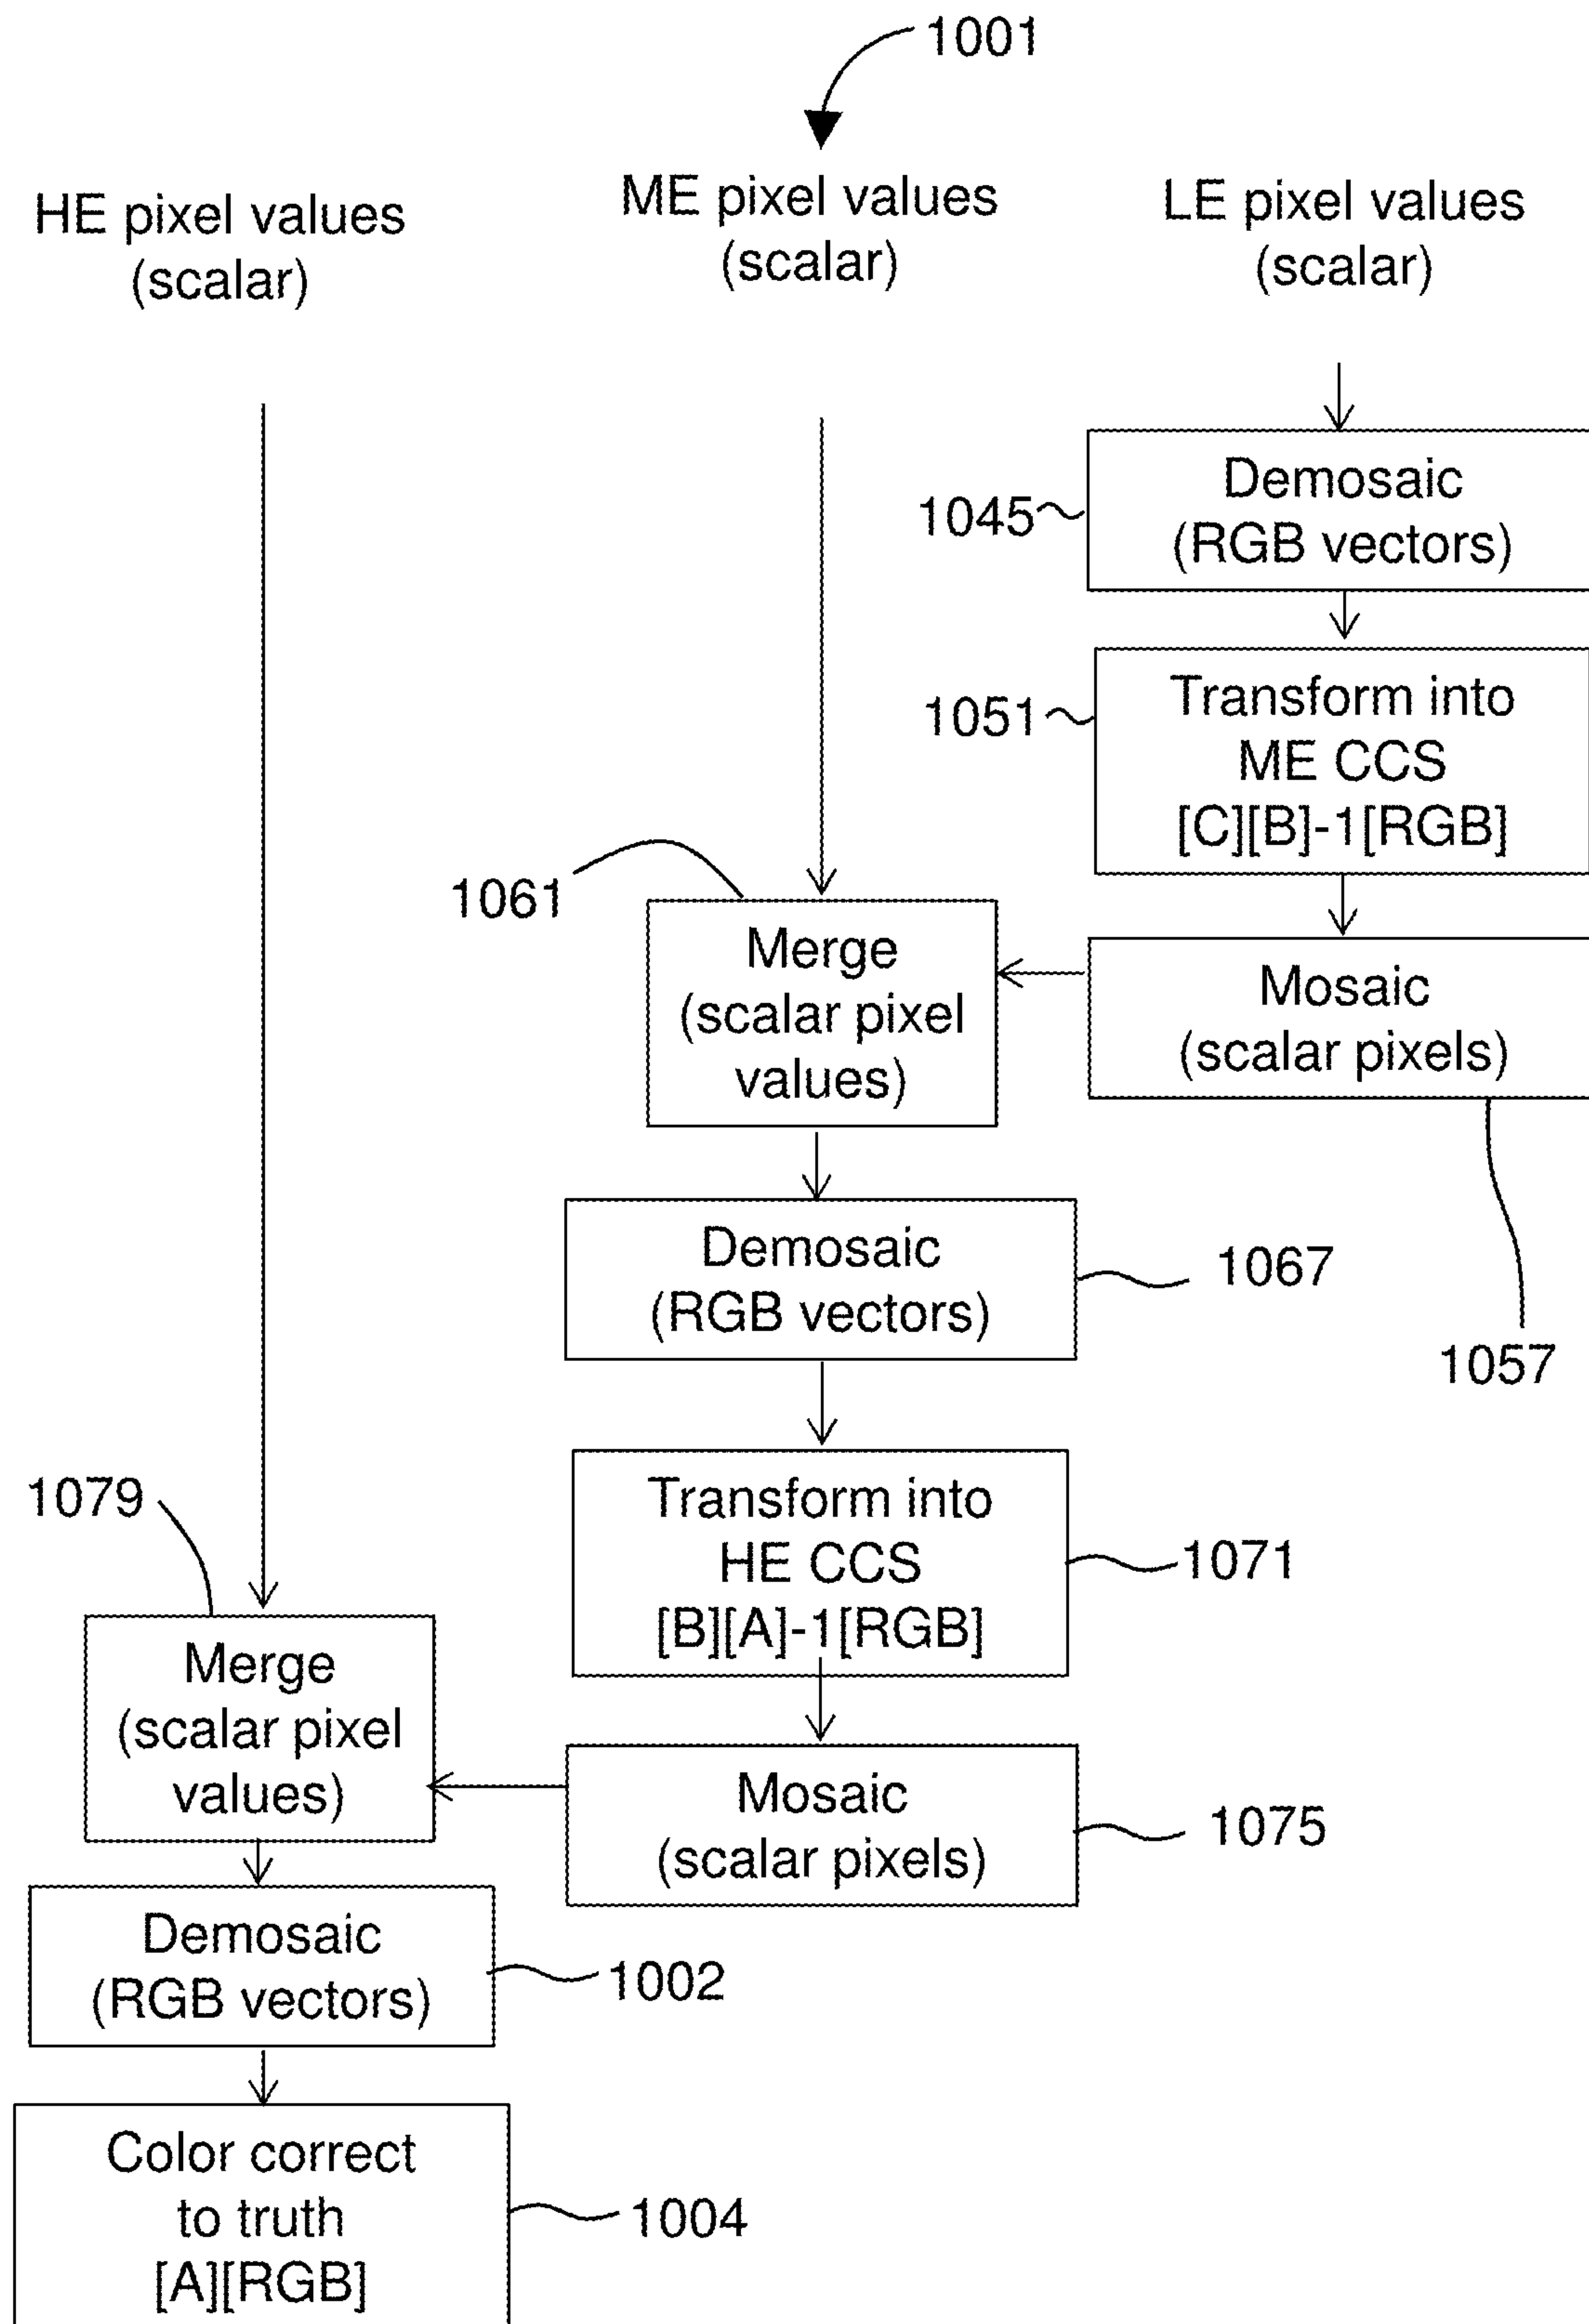 1001
HE pixel values
(scalar)
ME pixel values
(scalar)
LE pixel values
(scalar)
1045
Demosaic
(RGB vectors)
1051
Transform into
ME CCS
[C][B]-1[RGB]
1061
Merge
(scalar pixel
values)
Mosaic
(scalar pixels)
1057
Demosaic
(RGB vectors)
1067
Transform into
HE CCS
[B][A]-1[RGB]
1071
1079
Merge
(scalar pixel
values)
Mosaic
(scalar pixels)
1075
Demosaic
(RGB vectors)
1002
Color correct
to truth
[A][RGB]
1004